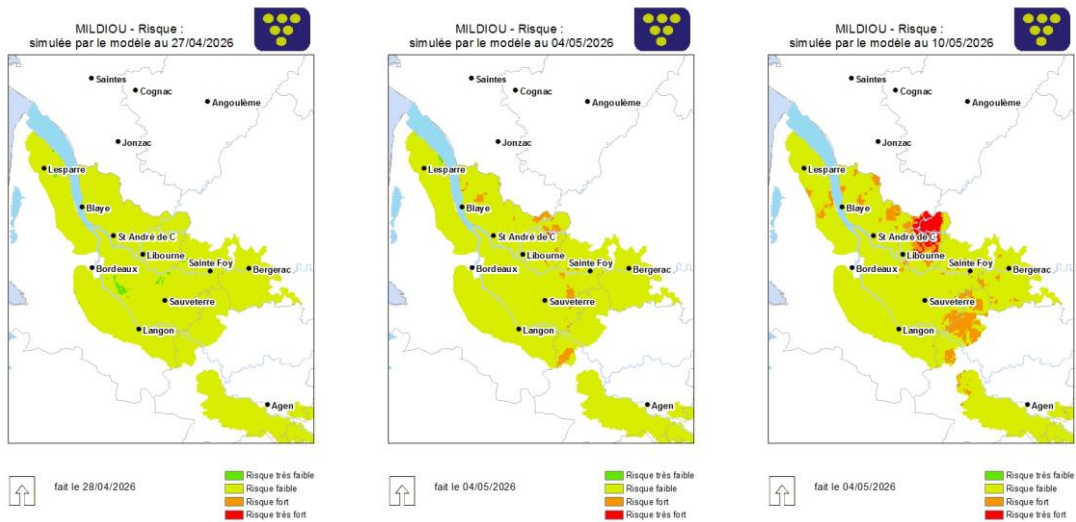 MILDIOU - Risque :
simulée par le modèle au 27/04/2026
Saintes
Cognac
Angoulème
Jonzac
Lesparre
Blaye
St André de C
Libourne
Bordeaux
Sainte Foy
Bergerac
Sauveterre
Langon
Agen
fait le 28/04/2026
Risque très faible
Risque faible
Risque fort
Risque très fort
MILDIOU - Risque :
simulée par le modèle au 04/05/2026
Saintes
Cognac
Angoulème
Jonzac
Lesparre
Blaye
St André de C
Libourne
Bordeaux
Sainte Foy
Bergerac
Sauveterre
Langon
Agen
fait le 04/05/2026
Risque très faible
Risque faible
Risque fort
Risque très fort
MILDIOU - Risque :
simulée par le modèle au 10/05/2026
Saintes
Cognac
Angoulème
Jonzac
Lesparre
Blaye
St André de C
Libourne
Bordeaux
Sainte Foy
Bergerac
Sauveterre
Langon
Agen
fait le 04/05/2026
Risque très faible
Risque faible
Risque fort
Risque très fort